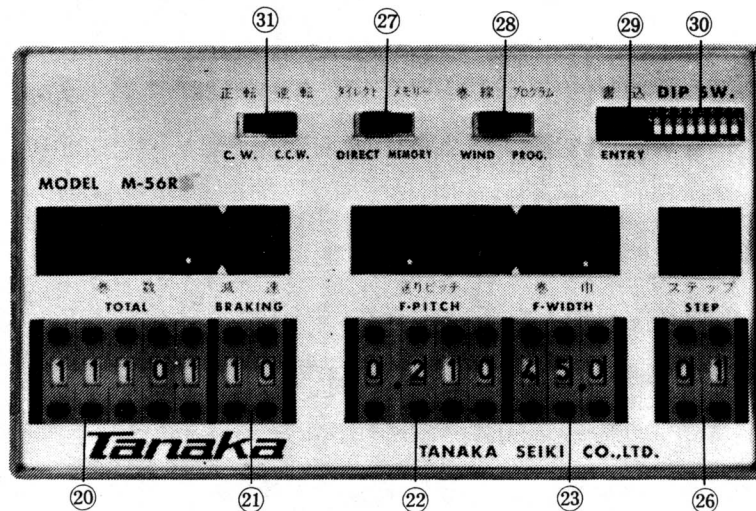 ㉛ ㉗ ㉘ ㉙ ㉚
正転 逆転 ダイレクト メモリー 巻線 プログラム 書込 DIP SW.
C. W. C.C.W. DIRECT MEMORY WIND PROG. ENTRY
MODEL M-56R
巻数 減速 送りピッチ 巻巾 ステップ
TOTAL BRAKING F-PITCH F-WIDTH STEP
1 1 1 0.1 1 0 0.2 1 0 4 5.0 0 1
Tanaka TANAKA SEIKI CO.,LTD.
⑳ ㉑ ㉒ ㉓ ㉖